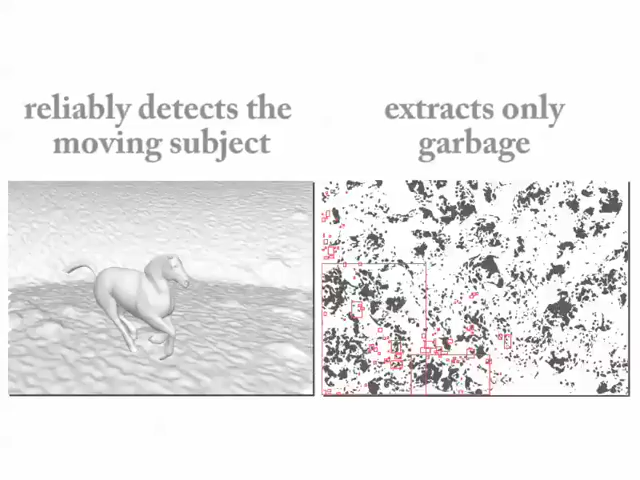 reliably detects the
moving subject
extracts only
garbage